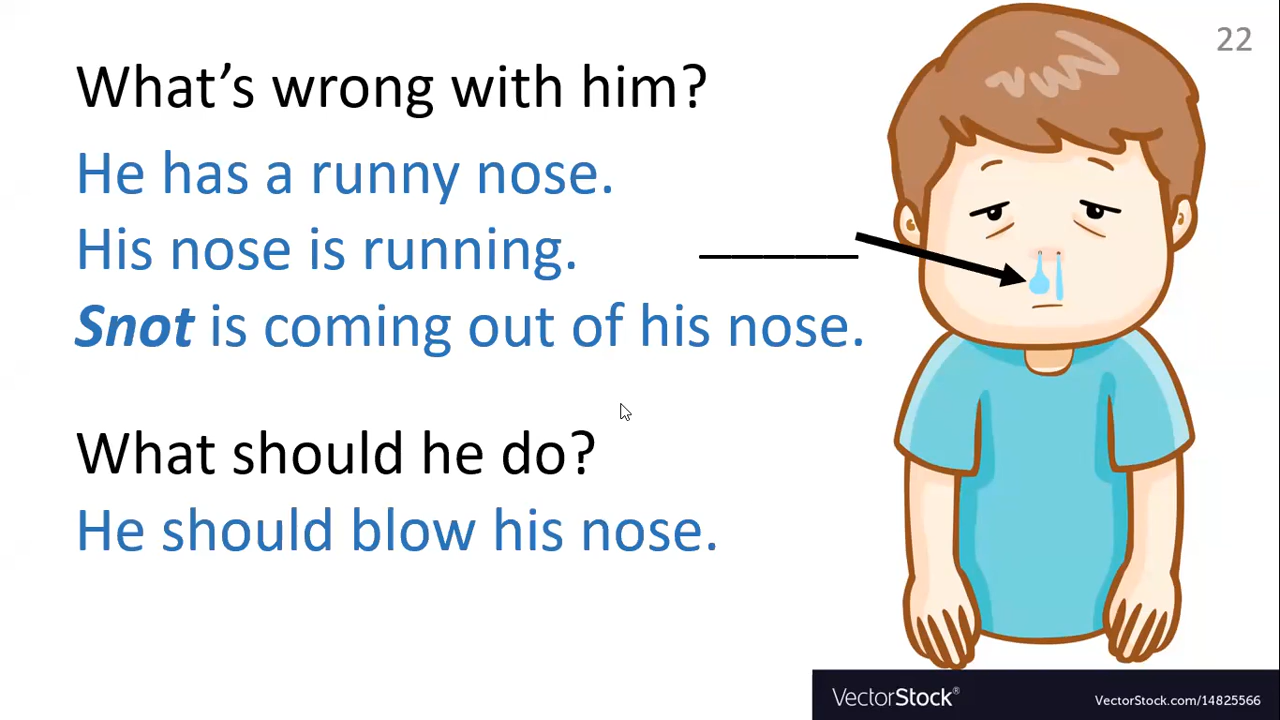 22
What's wrong with him?
He has a runny nose.
His nose is running. ______
Snot is coming out of his nose.
What should he do?
He should blow his nose.
VectorStock® VectorStock.com/14825566